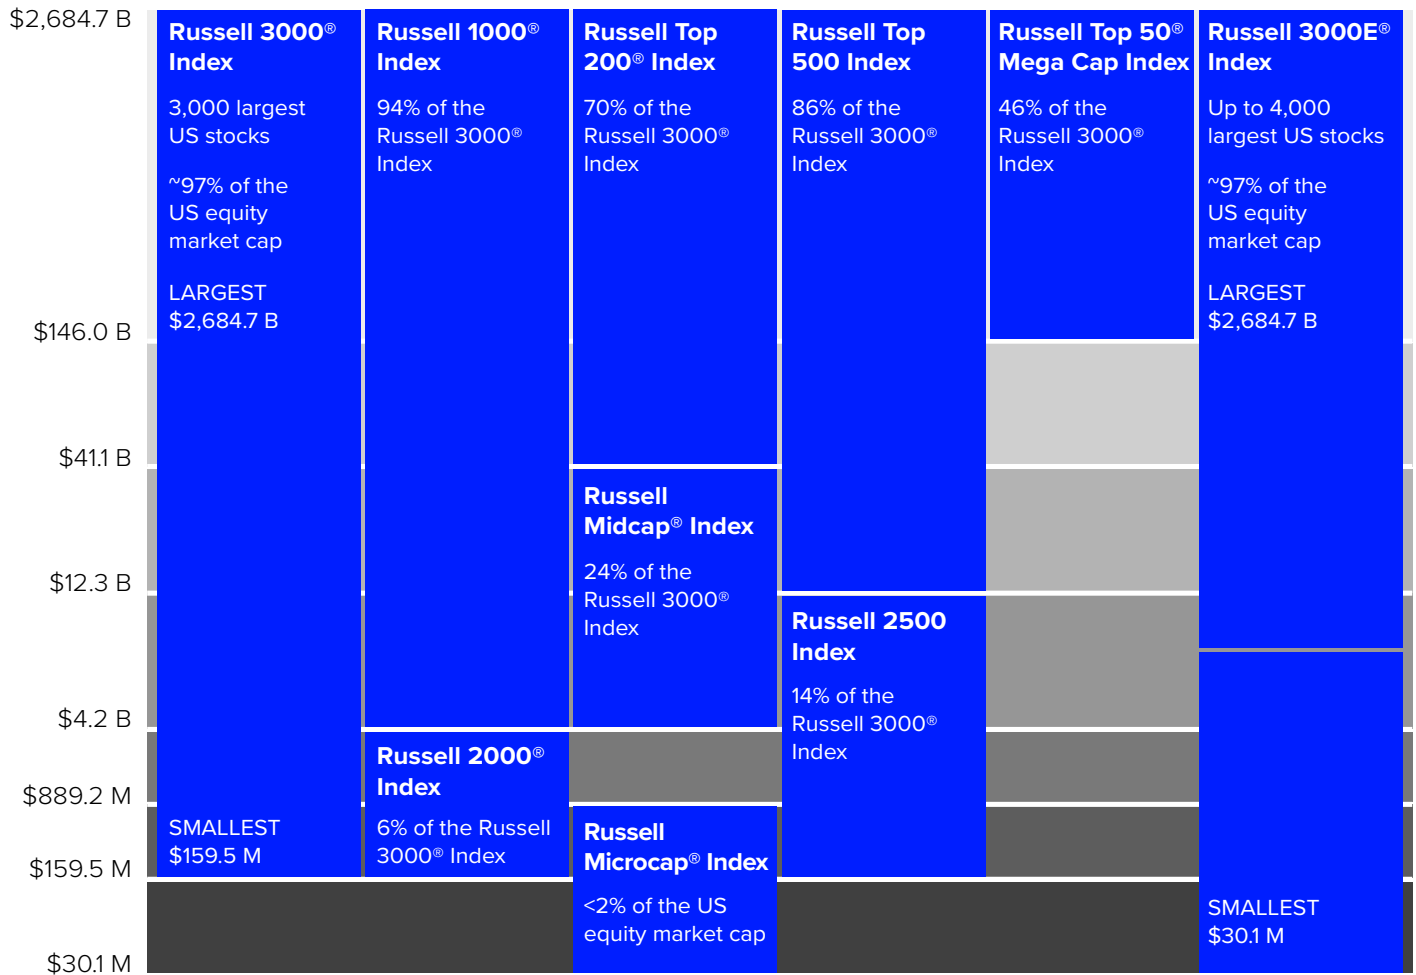 $2,684.7 B
$146.0 B
$41.1 B
$12.3 B
$4.2 B
$889.2 M
$159.5 M
$30.1 M
Russell 3000®
Index
3,000 largest
US stocks
~97% of the
US equity
market cap
LARGEST
$2,684.7 B
SMALLEST
$159.5 M
Russell 1000®
Index
94% of the
Russell 3000®
Index
Russell 2000®
Index
6% of the Russell
3000® Index
Russell Top
200® Index
70% of the
Russell 3000®
Index
Russell
Midcap® Index
24% of the
Russell 3000®
Index
Russell
Microcap® Index
<2% of the US
equity market cap
Russell Top
500 Index
86% of the
Russell 3000®
Index
Russell 2500
Index
14% of the
Russell 3000®
Index
Russell Top 50®
Mega Cap Index
46% of the
Russell 3000®
Index
Russell 3000E®
Index
Up to 4,000
largest US stocks
~97% of the
US equity
market cap
LARGEST
$2,684.7 B
SMALLEST
$30.1 M